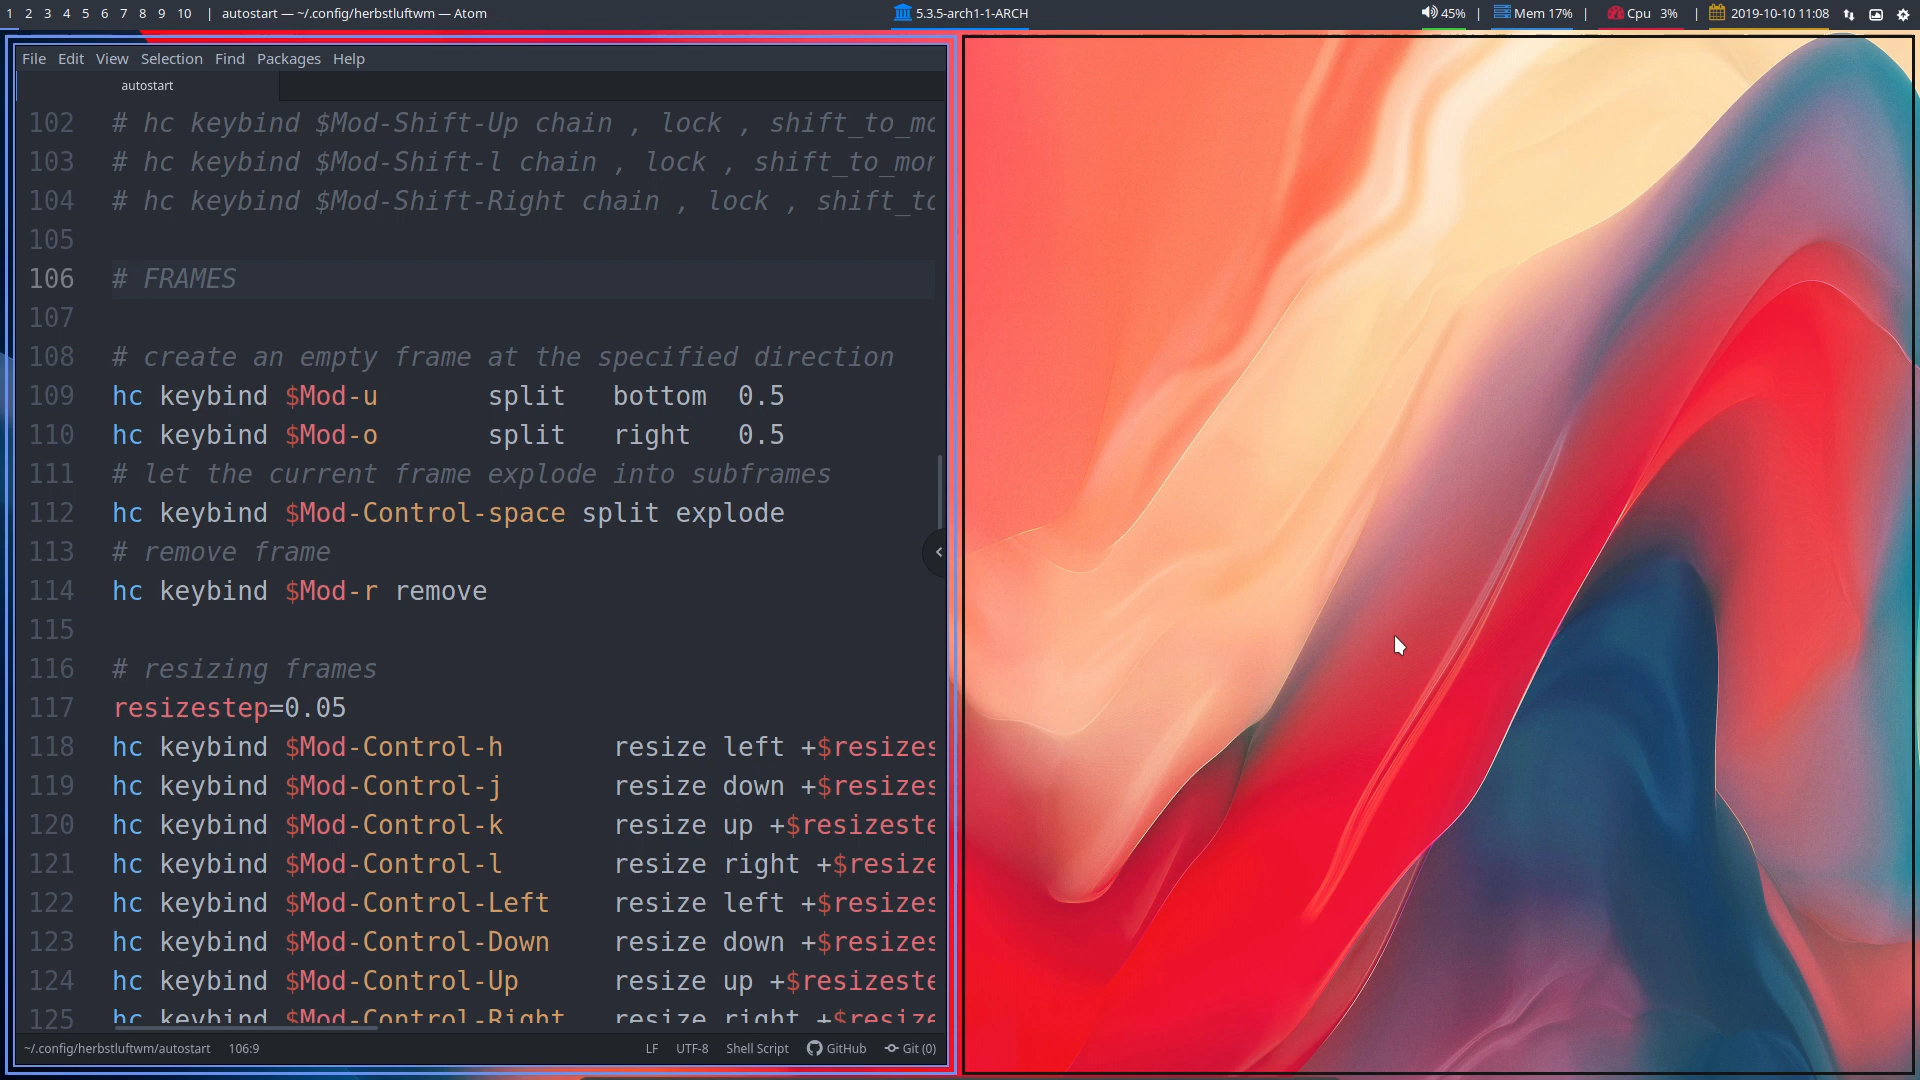 1 2 3 4 5 6 7 8 9 10 | autostart — ~/.config/herbstluftwm — Atom
5.3.5-arch1-1-ARCH
45% | Mem 17% | Cpu 3% | 2019-10-10 11:08
File Edit View Selection Find Packages Help
autostart
102 # hc keybind $Mod-Shift-Up chain , lock , shift_to_mo
103 # hc keybind $Mod-Shift-l chain , lock , shift_to_mon
104 # hc keybind $Mod-Shift-Right chain , lock , shift_to
105
106 # FRAMES
107
108 # create an empty frame at the specified direction
109 hc keybind $Mod-u split bottom 0.5
110 hc keybind $Mod-o split right 0.5
111 # let the current frame explode into subframes
112 hc keybind $Mod-Control-space split explode
113 # remove frame
114 hc keybind $Mod-r remove
115
116 # resizing frames
117 resizestep=0.05
118 hc keybind $Mod-Control-h resize left +$resizes
119 hc keybind $Mod-Control-j resize down +$resizes
120 hc keybind $Mod-Control-k resize up +$resizeste
121 hc keybind $Mod-Control-l resize right +$resize
122 hc keybind $Mod-Control-Left resize left +$resizes
123 hc keybind $Mod-Control-Down resize down +$resizes
124 hc keybind $Mod-Control-Up resize up +$resizeste
125 hc keybind $Mod-Control-Right resize right +$resize
~/.config/herbstluftwm/autostart 106:9 LF UTF-8 Shell Script GitHub Git (0)